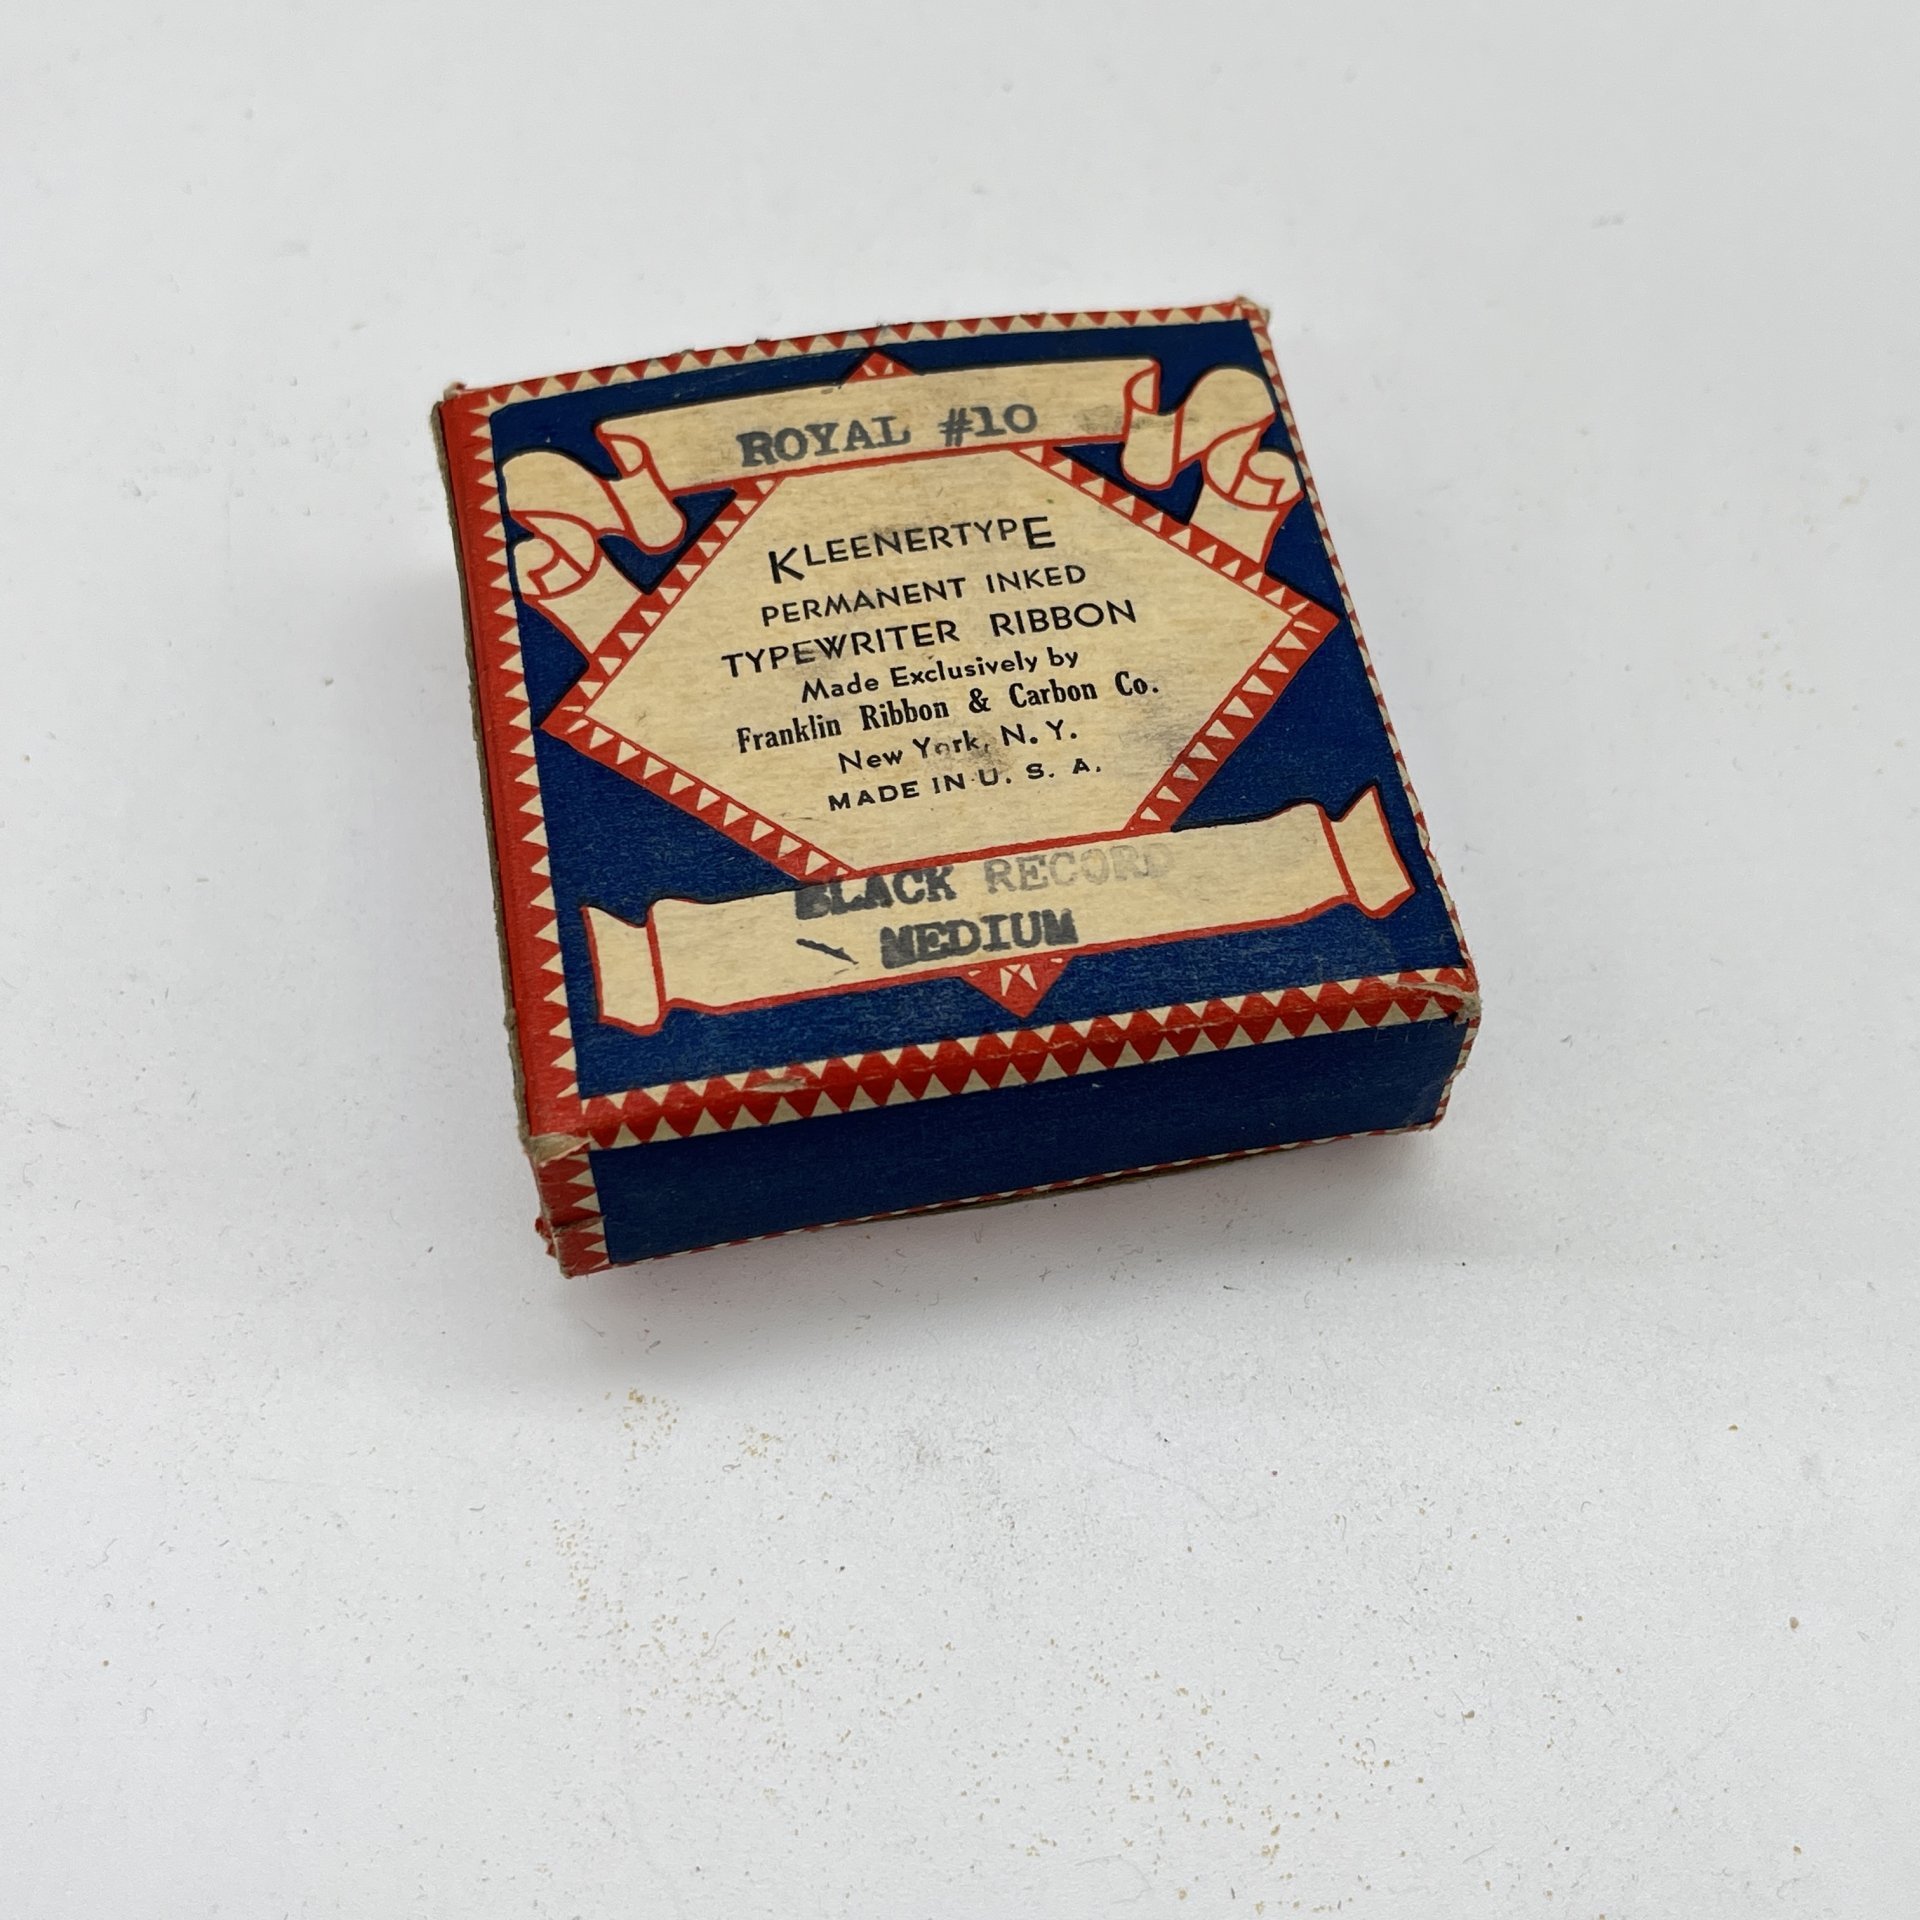 ROYAL #10
KLEENERTYPE
PERMANENT INKED
TYPEWRITER RIBBON
Made Exclusively by
Franklin Ribbon & Carbon Co.
New York, N. Y.
MADE IN U. S. A.
BLACK RECORD
MEDIUM